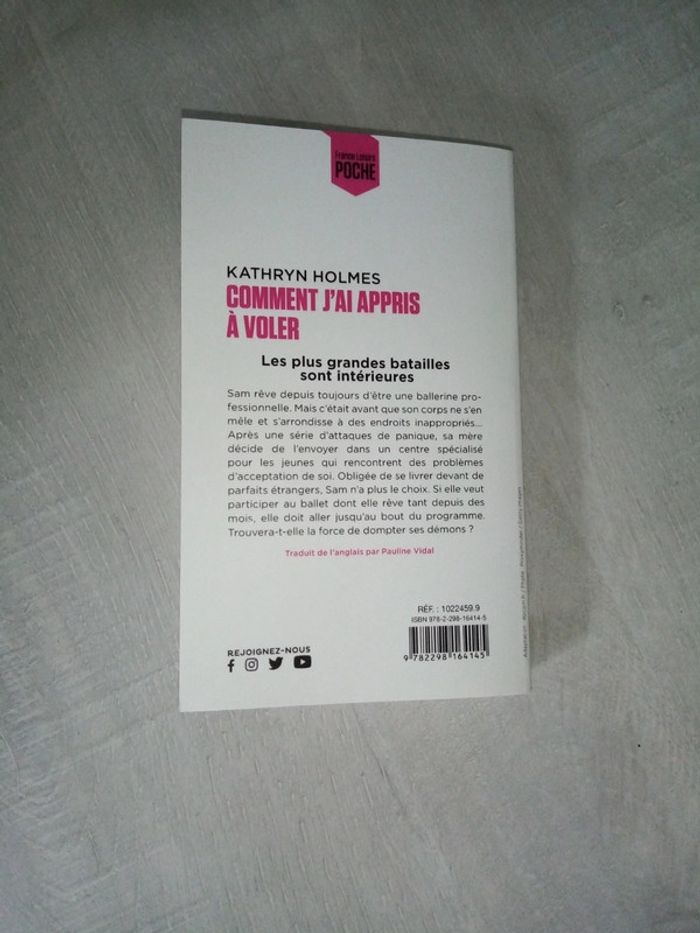 France Loisirs
POCHE
KATHRYN HOLMES
COMMENT J'AI APPRIS
À VOLER
Les plus grandes batailles
sont intérieures
Sam rêve depuis toujours d'être une ballerine pro-
fessionnelle. Mais c'était avant que son corps ne s'en
mêle et s'arrondisse à des endroits inappropriés...
Après une série d'attaques de panique, sa mère
décide de l'envoyer dans un centre spécialisé
pour les jeunes qui rencontrent des problèmes
d'acceptation de soi. Obligée de se livrer devant de
parfaits étrangers, Sam n'a plus le choix. Si elle veut
participer au ballet dont elle rêve tant depuis des
mois, elle doit aller jusqu'au bout du programme.
Trouvera-t-elle la force de dompter ses démons ?
Traduit de l'anglais par Pauline Vidal
RÉF. : 1022459.9
ISBN 978-2-298-16414-5
9 782298 164145
REJOIGNEZ-NOUS